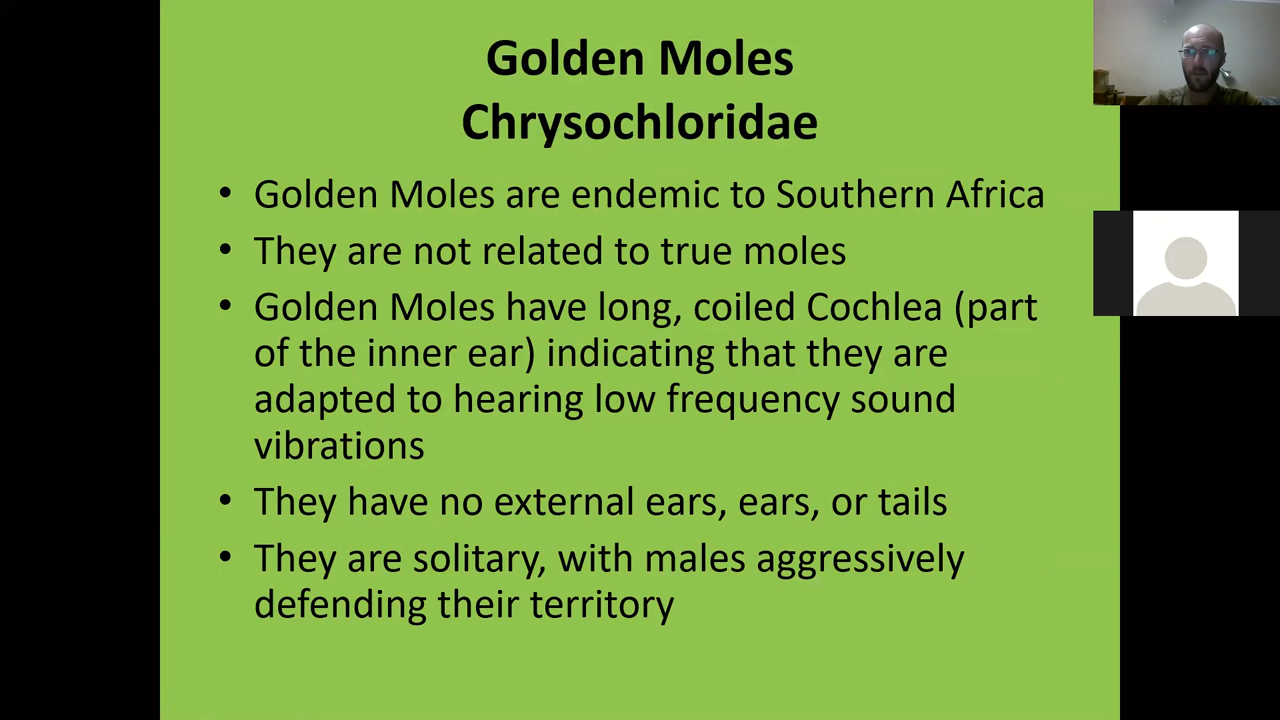 Golden Moles
Chrysochloridae
• Golden Moles are endemic to Southern Africa
• They are not related to true moles
• Golden Moles have long, coiled Cochlea (part
of the inner ear) indicating that they are
adapted to hearing low frequency sound
vibrations
• They have no external ears, ears, or tails
• They are solitary, with males aggressively
defending their territory